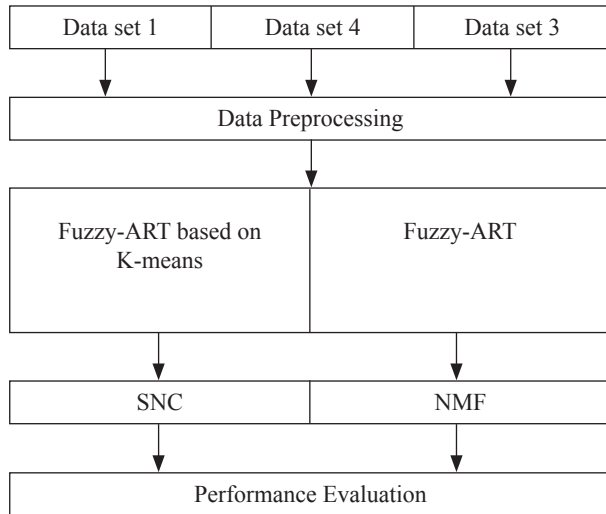 Data set 1
Data set 4
Data set 3
Data Preprocessing
Fuzzy-ART based on
K-means
Fuzzy-ART
SNC
NMF
Performance Evaluation